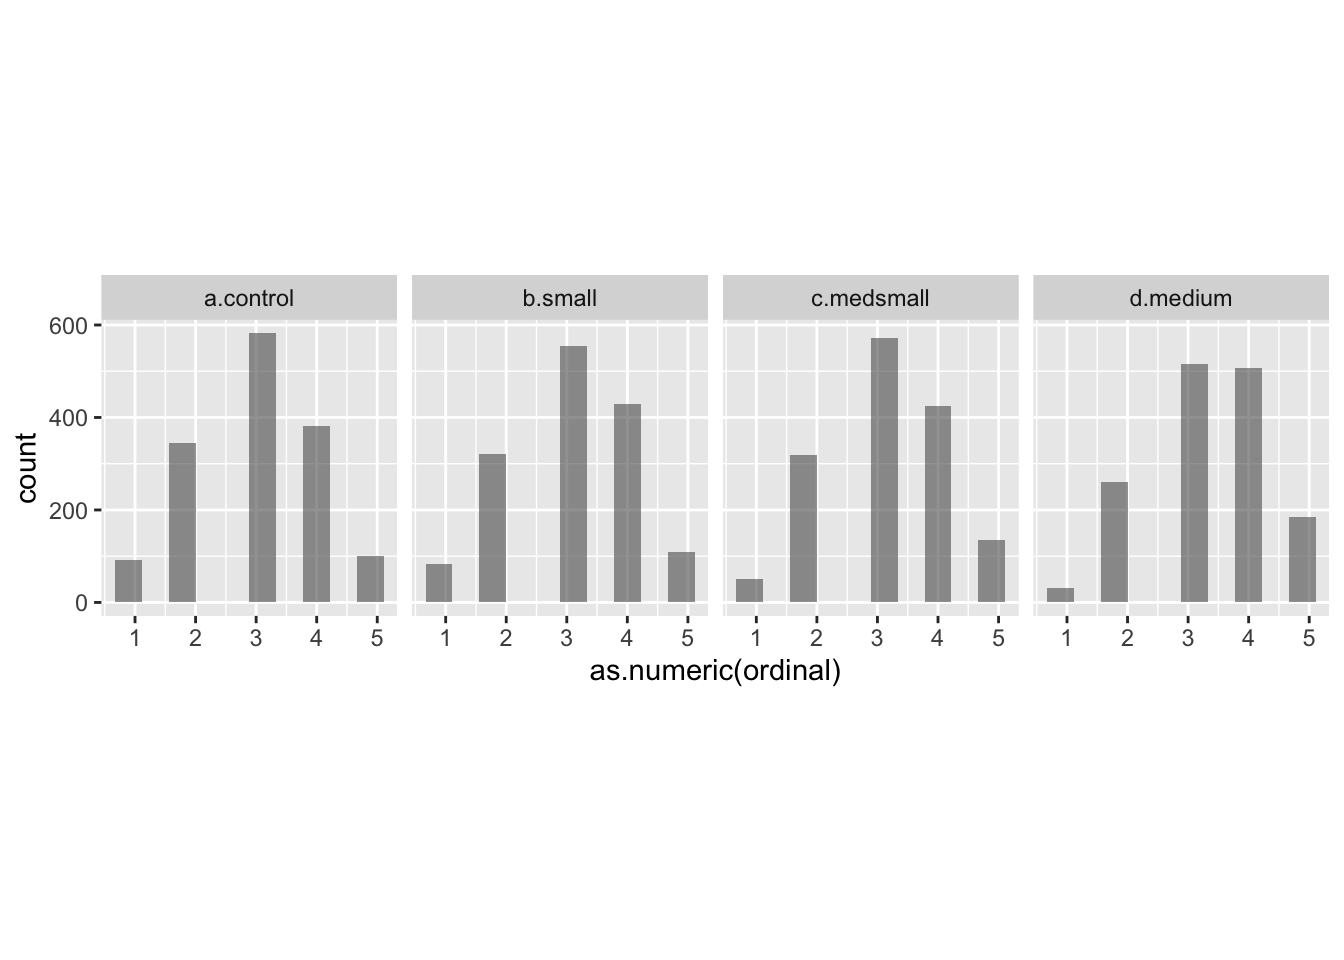 a.control b.small c.medsmall d.medium
600
400
200
0
count
1 2 3 4 5 1 2 3 4 5 1 2 3 4 5 1 2 3 4 5
as.numeric(ordinal)